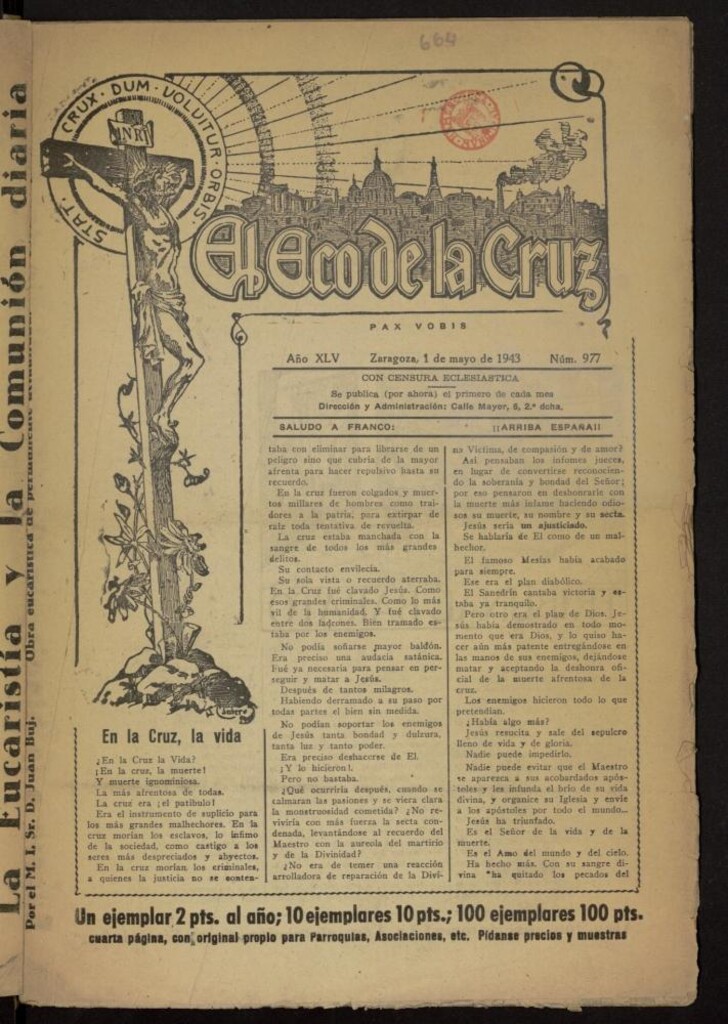 664
STAT · CRUX · DUM · VOLVITUR · ORBIS ·
INRI
El Eco de la Cruz
PAX VOBIS
Año XLV Zaragoza, 1 de mayo de 1943 Núm. 977
CON CENSURA ECLESIASTICA
Se publica (por ahora) el primero de cada mes
Dirección y Administración: Calle Mayor, 6, 2.º dcha.
SALUDO A FRANCO: ¡¡ARRIBA ESPAÑA!!
En la Cruz, la vida
¿En la Cruz la Vida?
¡En la cruz, la muerte!
Y muerte ignominiosa.
La más afrentosa de todas.
La cruz era ¡el patíbulo!
Era el instrumento de suplicio para
los más grandes malhechores. En la
cruz morían los esclavos, lo ínfimo
de la sociedad, como castigo a los
seres más despreciados y abyectos.
En la cruz morían los criminales,
a quienes la justicia no se conten-
taba con eliminar para librarse de un
peligro sino que cubría de la mayor
afrenta para hacer repulsivo hasta su
recuerdo.
En la cruz fueron colgados y muer-
tos millares de hombres como trai-
dores a la patria, para extirpar de
raíz toda tentativa de revuelta.
La cruz estaba manchada con la
sangre de todos los más grandes
delitos.
Su contacto envilecía.
Su sola vista o recuerdo aterraba.
En la Cruz fué clavado Jesús. Como
esos grandes criminales. Como lo más
vil de la humanidad. Y fué clavado
entre dos ladrones. Bien tramado es-
taba por los enemigos.
No podía soñarse mayor baldón.
Era preciso una audacia satánica.
Fué ya necesaria para pensar en per-
seguir y matar a Jesús.
Después de tantos milagros.
Habiendo derramado a su paso por
todas partes el bien sin medida.
No podían soportar los enemigos
de Jesús tanta bondad y dulzura,
tanta luz y tanto poder.
Era preciso deshacerse de El.
¡Y lo hicieron!
Pero no bastaba.
¿Qué ocurriría después, cuando se
calmaran las pasiones y se viera clara
la monstruosidad cometida? ¿No re-
viviría con más fuerza la secta con-
denada, levantándose al recuerdo del
Maestro con la aureola del martirio
y de la Divinidad?
¿No era de temer una reacción
arrolladora de reparación de la Divi-
na Víctima, de compasión y de amor?
Así pensaban los infames jueces,
en lugar de convertirse reconocien-
do la soberanía y bondad del Señor;
por eso pensaron en deshonrarle con
la muerte más infame haciendo odio-
sos su muerte, su nombre y su secta.
Jesús sería un ajusticiado.
Se hablaría de El como de un mal-
hechor.
El famoso Mesías había acabado
para siempre.
Ese era el plan diabólico.
El Sanedrín cantaba victoria y es-
taba ya tranquilo.
Pero otro era el plan de Dios. Je-
sús había demostrado en todo mo-
mento que era Dios, y lo quiso ha-
cer aún más patente entregándose en
las manos de sus enemigos, dejándose
matar y aceptando la deshonra ofi-
cial de la muerte afrentosa de la
cruz.
Los enemigos hicieron todo lo que
pretendían.
¿Había algo más?
Jesús resucita y sale del sepulcro
lleno de vida y de gloria.
Nadie puede impedirlo.
Nadie puede evitar que el Maestro
se aparezca a sus acobardados após-
toles y les infunda el brío de su vida
divina, y organice su Iglesia y envíe
a los apóstoles por todo el mundo...
Jesús ha triunfado.
Es el Señor de la vida y de la
muerte.
Es el Amo del mundo y del cielo.
Ha hecho más. Con su sangre di-
vina ha quitado los pecados del
Un ejemplar 2 pts. al año; 10 ejemplares 10 pts.; 100 ejemplares 100 pts.
cuarta página, con original propio para Parroquias, Asociaciones, etc. Pídanse precios y muestras
La Eucaristía y la Comunión diaria
Por el M. I. Sr. D. Juan Buj. Obra eucarística de permanente